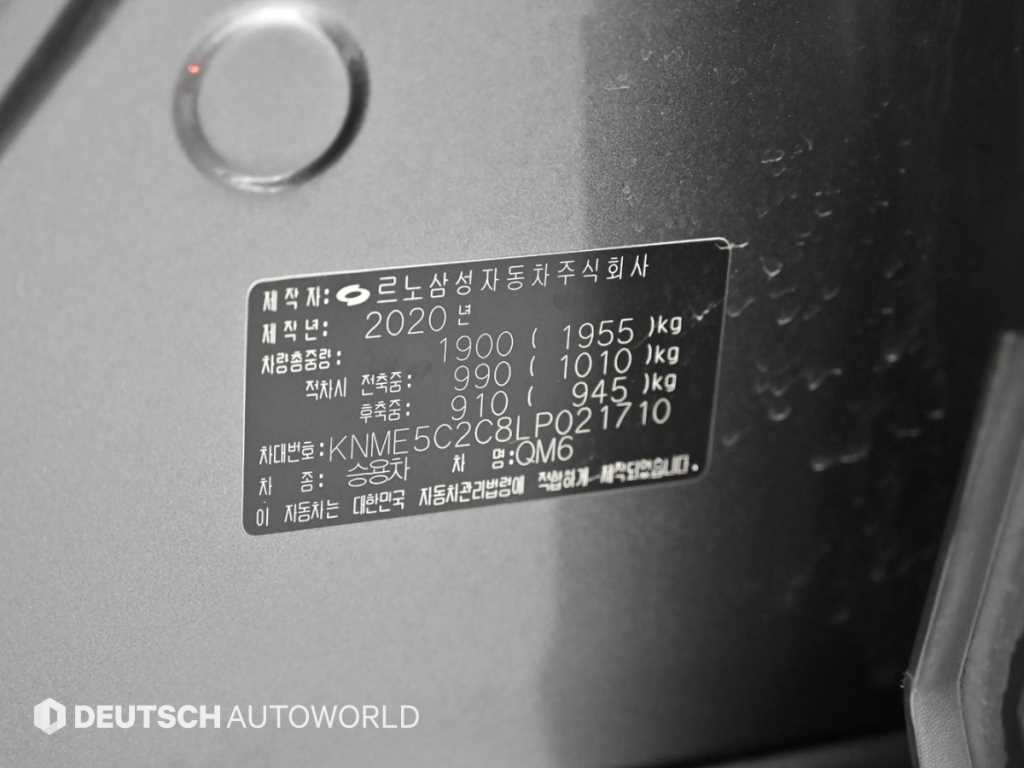 제 작 자: 르노삼성자동차주식회사
제 작 년: 2020 년
차량총중량: 1900 ( 1955 )kg
적차시 전축중: 990 ( 1010 )kg
후축중: 910 ( 945 )kg
차대번호: KNME5C2C8LP021710
차 종: 승용차 차 명: QM6
이 자동차는 대한민국 자동차관리법령에 적합하게 제작되었습니다.
DEUTSCH AUTOWORLD